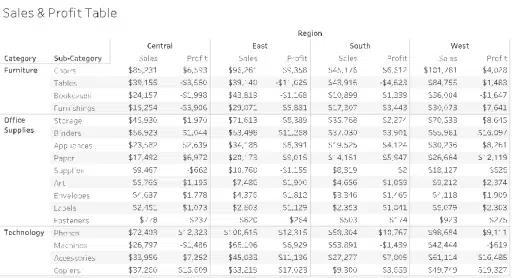 Sales & Profit Table
Region
Central East South West
Category Sub-Category Sales Profit Sales Profit Sales Profit Sales Profit
Furniture Chairs $85,231 $6,593 $96,261 $9,358 $45,176 $6,612 $101,781 $4,028
Tables $39,155 -$3,560 $39,140 -$11,025 $43,916 -$4,623 $84,755 $1,483
Bookcases $24,157 -$1,998 $43,819 -$1,168 $10,899 $1,339 $36,004 -$1,647
Furnishings $15,254 -$3,906 $29,071 $5,881 $17,307 $3,443 $30,073 $7,641
Office Storage $45,930 $1,970 $71,613 $8,389 $35,768 $2,274 $70,533 $8,645
Supplies Binders $56,923 -$1,044 $53,498 $11,268 $37,030 $3,901 $55,961 $16,097
Appliances $23,582 -$2,639 $34,188 $8,391 $19,525 $4,124 $30,236 $8,261
Paper $17,492 $6,972 $20,173 $9,015 $14,151 $5,947 $26,664 $12,119
Supplies $9,467 -$662 $10,760 -$1,155 $8,319 $2 $18,127 $626
Art $5,765 $1,195 $7,486 $1,900 $4,656 $1,059 $9,212 $2,374
Envelopes $4,637 $1,778 $4,376 $1,812 $3,346 $1,465 $4,118 $1,909
Labels $2,451 $1,073 $2,603 $1,129 $2,353 $1,041 $5,079 $2,303
Fasteners $778 $237 $820 $264 $503 $174 $923 $275
Technology Phones $72,403 $12,323 $100,615 $12,315 $58,304 $10,767 $98,684 $9,111
Machines $26,797 -$1,486 $66,106 $6,929 $53,891 -$1,439 $42,444 -$619
Accessories $33,956 $7,252 $45,033 $11,196 $27,277 $7,005 $61,114 $16,485
Copiers $37,260 $15,609 $53,219 $17,023 $9,300 $3,659 $49,749 $19,327